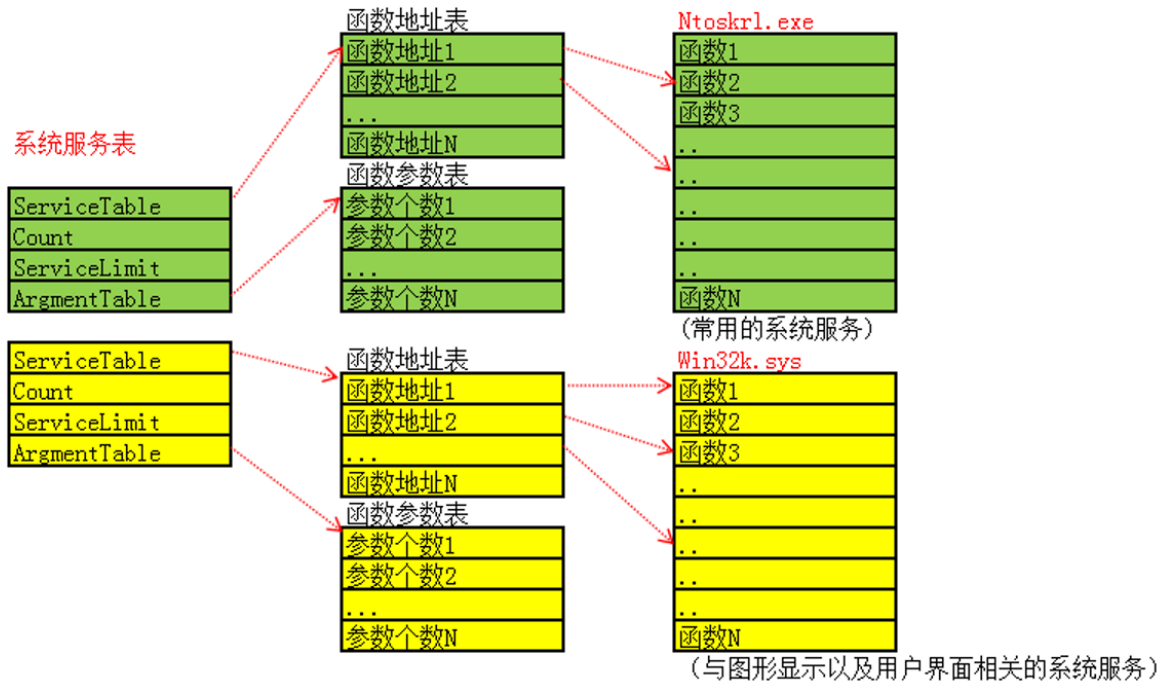 系统服务表
ServiceTable
Count
ServiceLimit
ArgmentTable
函数地址表
函数地址1
函数地址2
...
函数地址N
函数参数表
参数个数1
参数个数2
...
参数个数N
Ntoskrl.exe
函数1
函数2
函数3
..
..
..
..
..
函数N
(常用的系统服务)
ServiceTable
Count
ServiceLimit
ArgmentTable
函数地址表
函数地址1
函数地址2
...
函数地址N
函数参数表
参数个数1
参数个数2
...
参数个数N
Win32k.sys
函数1
函数2
函数3
..
..
..
..
..
函数N
(与图形显示以及用户界面相关的系统服务)